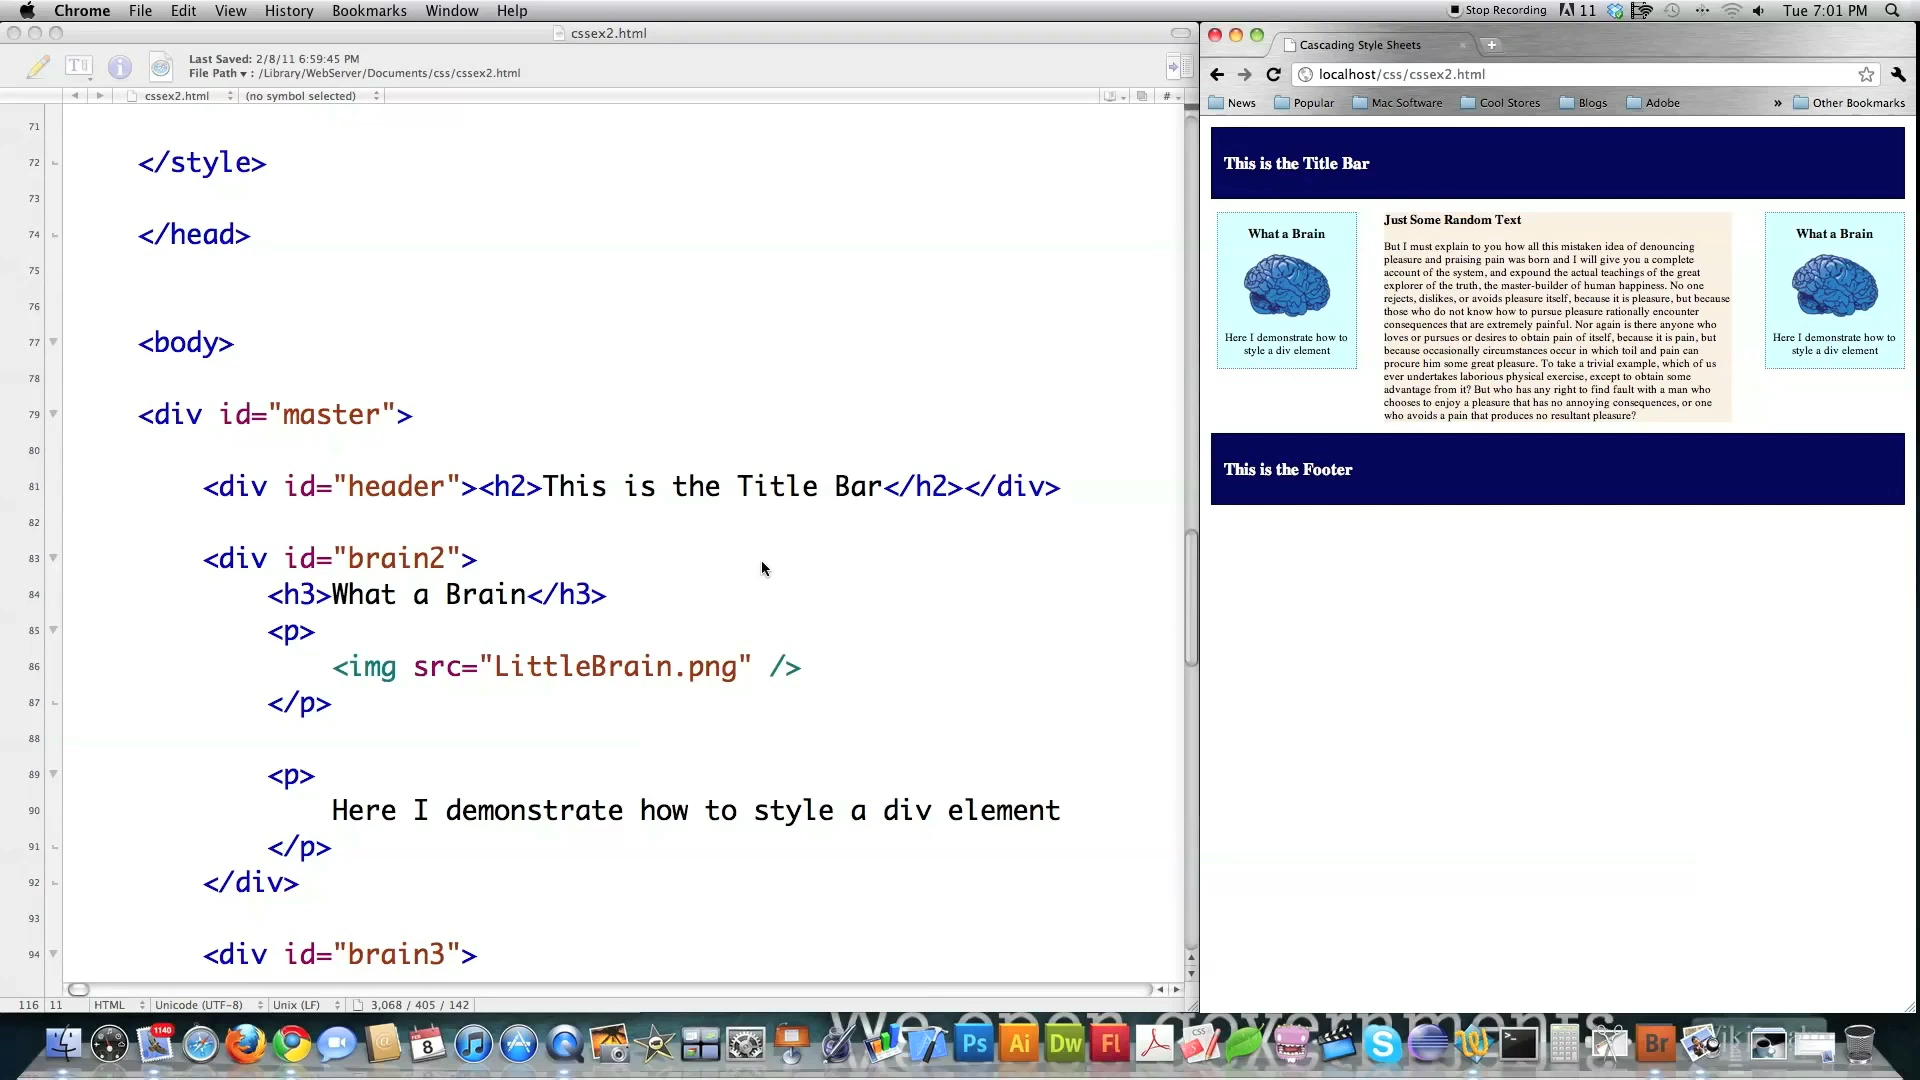 Chrome File Edit View History Bookmarks Window Help
Stop Recording 11 Tue 7:01 PM
cssex2.html
Last Saved: 2/8/11 6:59:45 PM
File Path ▾ : /Library/WebServer/Documents/css/cssex2.html
cssex2.html (no symbol selected) #
71
72 </style>
73
74 </head>
75
76
77 <body>
78
79 <div id="master">
80
81 <div id="header"><h2>This is the Title Bar</h2></div>
82
83 <div id="brain2">
84 <h3>What a Brain</h3>
85 <p>
86 <img src="LittleBrain.png" />
87 </p>
88
89 <p>
90 Here I demonstrate how to style a div element
91 </p>
92 </div>
93
94 <div id="brain3">
116 11 HTML Unicode (UTF-8) Unix (LF) 3,068 / 405 / 142
Cascading Style Sheets
localhost/css/cssex2.html
News Popular Mac Software Cool Stores Blogs Adobe » Other Bookmarks
This is the Title Bar
What a Brain
Here I demonstrate how to
style a div element
Just Some Random Text
But I must explain to you how all this mistaken idea of denouncing
pleasure and praising pain was born and I will give you a complete
account of the system, and expound the actual teachings of the great
explorer of the truth, the master-builder of human happiness. No one
rejects, dislikes, or avoids pleasure itself, because it is pleasure, but because
those who do not know how to pursue pleasure rationally encounter
consequences that are extremely painful. Nor again is there anyone who
loves or pursues or desires to obtain pain of itself, because it is pain, but
because occasionally circumstances occur in which toil and pain can
procure him some great pleasure. To take a trivial example, which of us
ever undertakes laborious physical exercise, except to obtain some
advantage from it? But who has any right to find fault with a man who
chooses to enjoy a pleasure that has no annoying consequences, or one
who avoids a pain that produces no resultant pleasure?
What a Brain
Here I demonstrate how to
style a div element
This is the Footer
We open governments.
1140 8 Ps Ai Dw Fl CSS Br